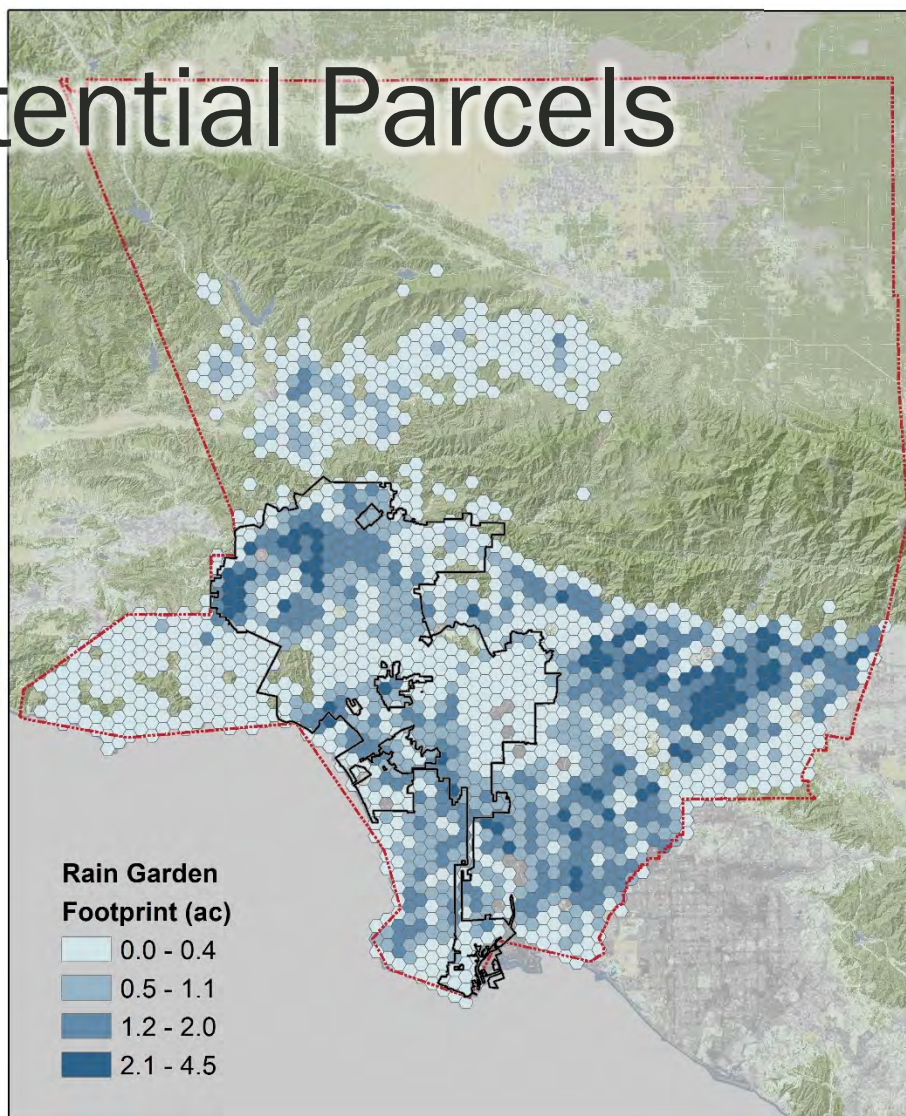 tential Parcels
Rain Garden
Footprint (ac)
0.0 - 0.4
0.5 - 1.1
1.2 - 2.0
2.1 - 4.5